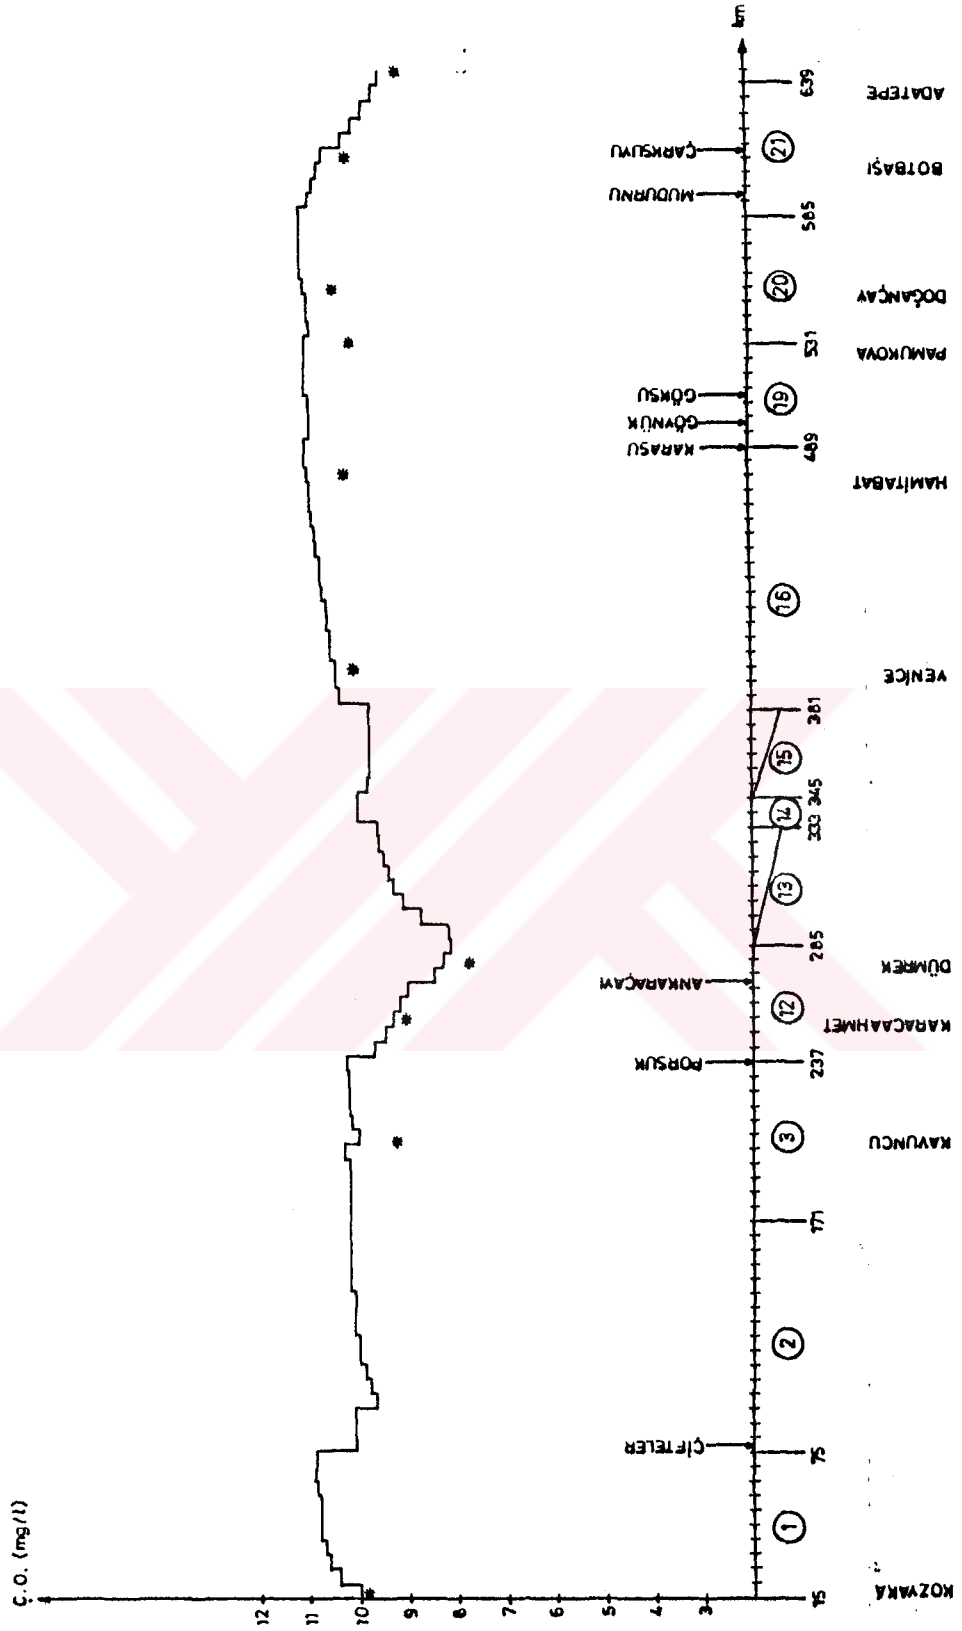 Ç.O. (mg/l)
12
11
10
9
8
7
6
5
4
3
km
ÇİFTELER
PORSUK
ANKARAÇAYI
KARASU
GÖYNÜK
GÖKSU
MUDURNU
ÇARKSUYU
1
2
3
12
13
14
15
16
19
20
21
15
75
171
237
285
333
345
381
489
531
585
639
KOZYAKA
KAVUNCU
KARACAAHMET
DÜMREK
YENİCE
HAMİTABAT
PAMUKOVA
DOĞANÇAY
BOTBAŞI
ADATEPE